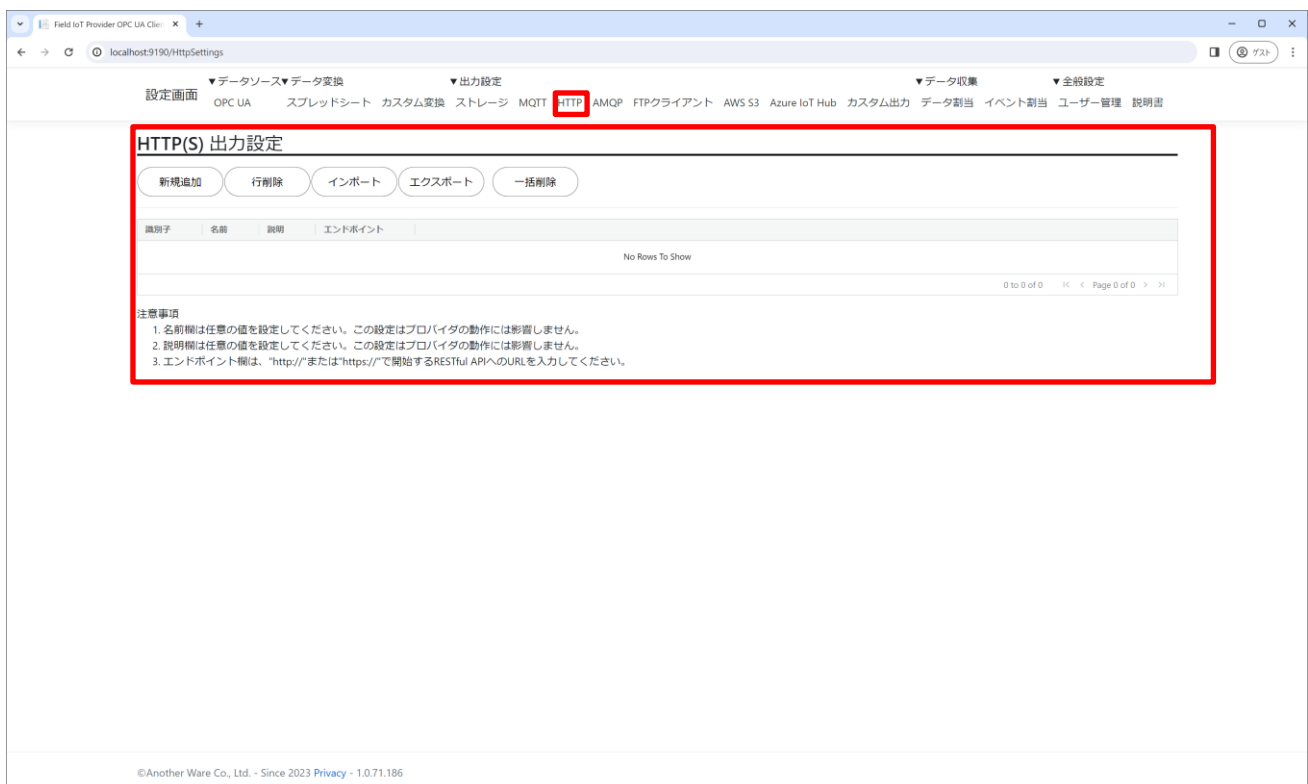 Field IoT Provider OPC UA Clien
localhost:9190/HttpSettings
ゲスト
設定画面
▼データソース▼データ変換 ▼出力設定 ▼データ収集 ▼全般設定
OPC UA スプレッドシート カスタム変換 ストレージ MQTT HTTP AMQP FTPクライアント AWS S3 Azure IoT Hub カスタム出力 データ割当 イベント割当 ユーザー管理 説明書
HTTP(S) 出力設定
新規追加 行削除 インポート エクスポート 一括削除
識別子 名前 説明 エンドポイント
No Rows To Show
0 to 0 of 0 Page 0 of 0
注意事項
1. 名前欄は任意の値を設定してください。この設定はプロバイダの動作には影響しません。
2. 説明欄は任意の値を設定してください。この設定はプロバイダの動作には影響しません。
3. エンドポイント欄は、"http://"または"https://"で開始するRESTful APIへのURLを入力してください。
©Another Ware Co., Ltd. - Since 2023 Privacy - 1.0.71.186